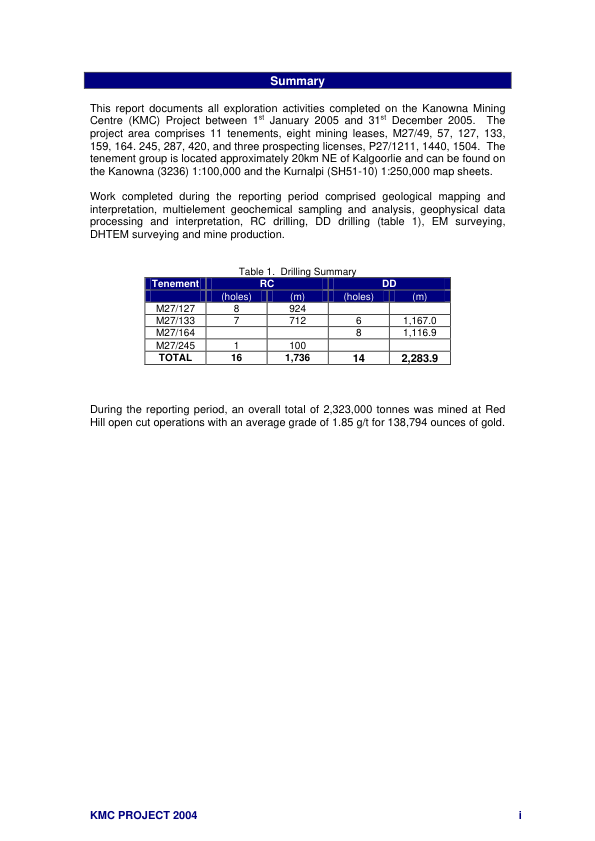 Summary
This report documents all exploration activities completed on the Kanowna Mining
Centre (KMC) Project between 1st January 2005 and 31st December 2005. The
project area comprises 11 tenements, eight mining leases, M27/49, 57, 127, 133,
159, 164. 245, 287, 420, and three prospecting licenses, P27/1211, 1440, 1504. The
tenement group is located approximately 20km NE of Kalgoorlie and can be found on
the Kanowna (3236) 1:100,000 and the Kurnalpi (SH51-10) 1:250,000 map sheets.
Work completed during the reporting period comprised geological mapping and
interpretation, multielement geochemical sampling and analysis, geophysical data
processing and interpretation, RC drilling, DD drilling (table 1), EM surveying,
DHTEM surveying and mine production.
Table 1. Drilling Summary
Tenement RC DD
(holes) (m) (holes) (m)
M27/127 8 924
M27/133 7 712 6 1,167.0
M27/164 8 1,116.9
M27/245 1 100
TOTAL 16 1,736 14 2,283.9
During the reporting period, an overall total of 2,323,000 tonnes was mined at Red
Hill open cut operations with an average grade of 1.85 g/t for 138,794 ounces of gold.
KMC PROJECT 2004 i